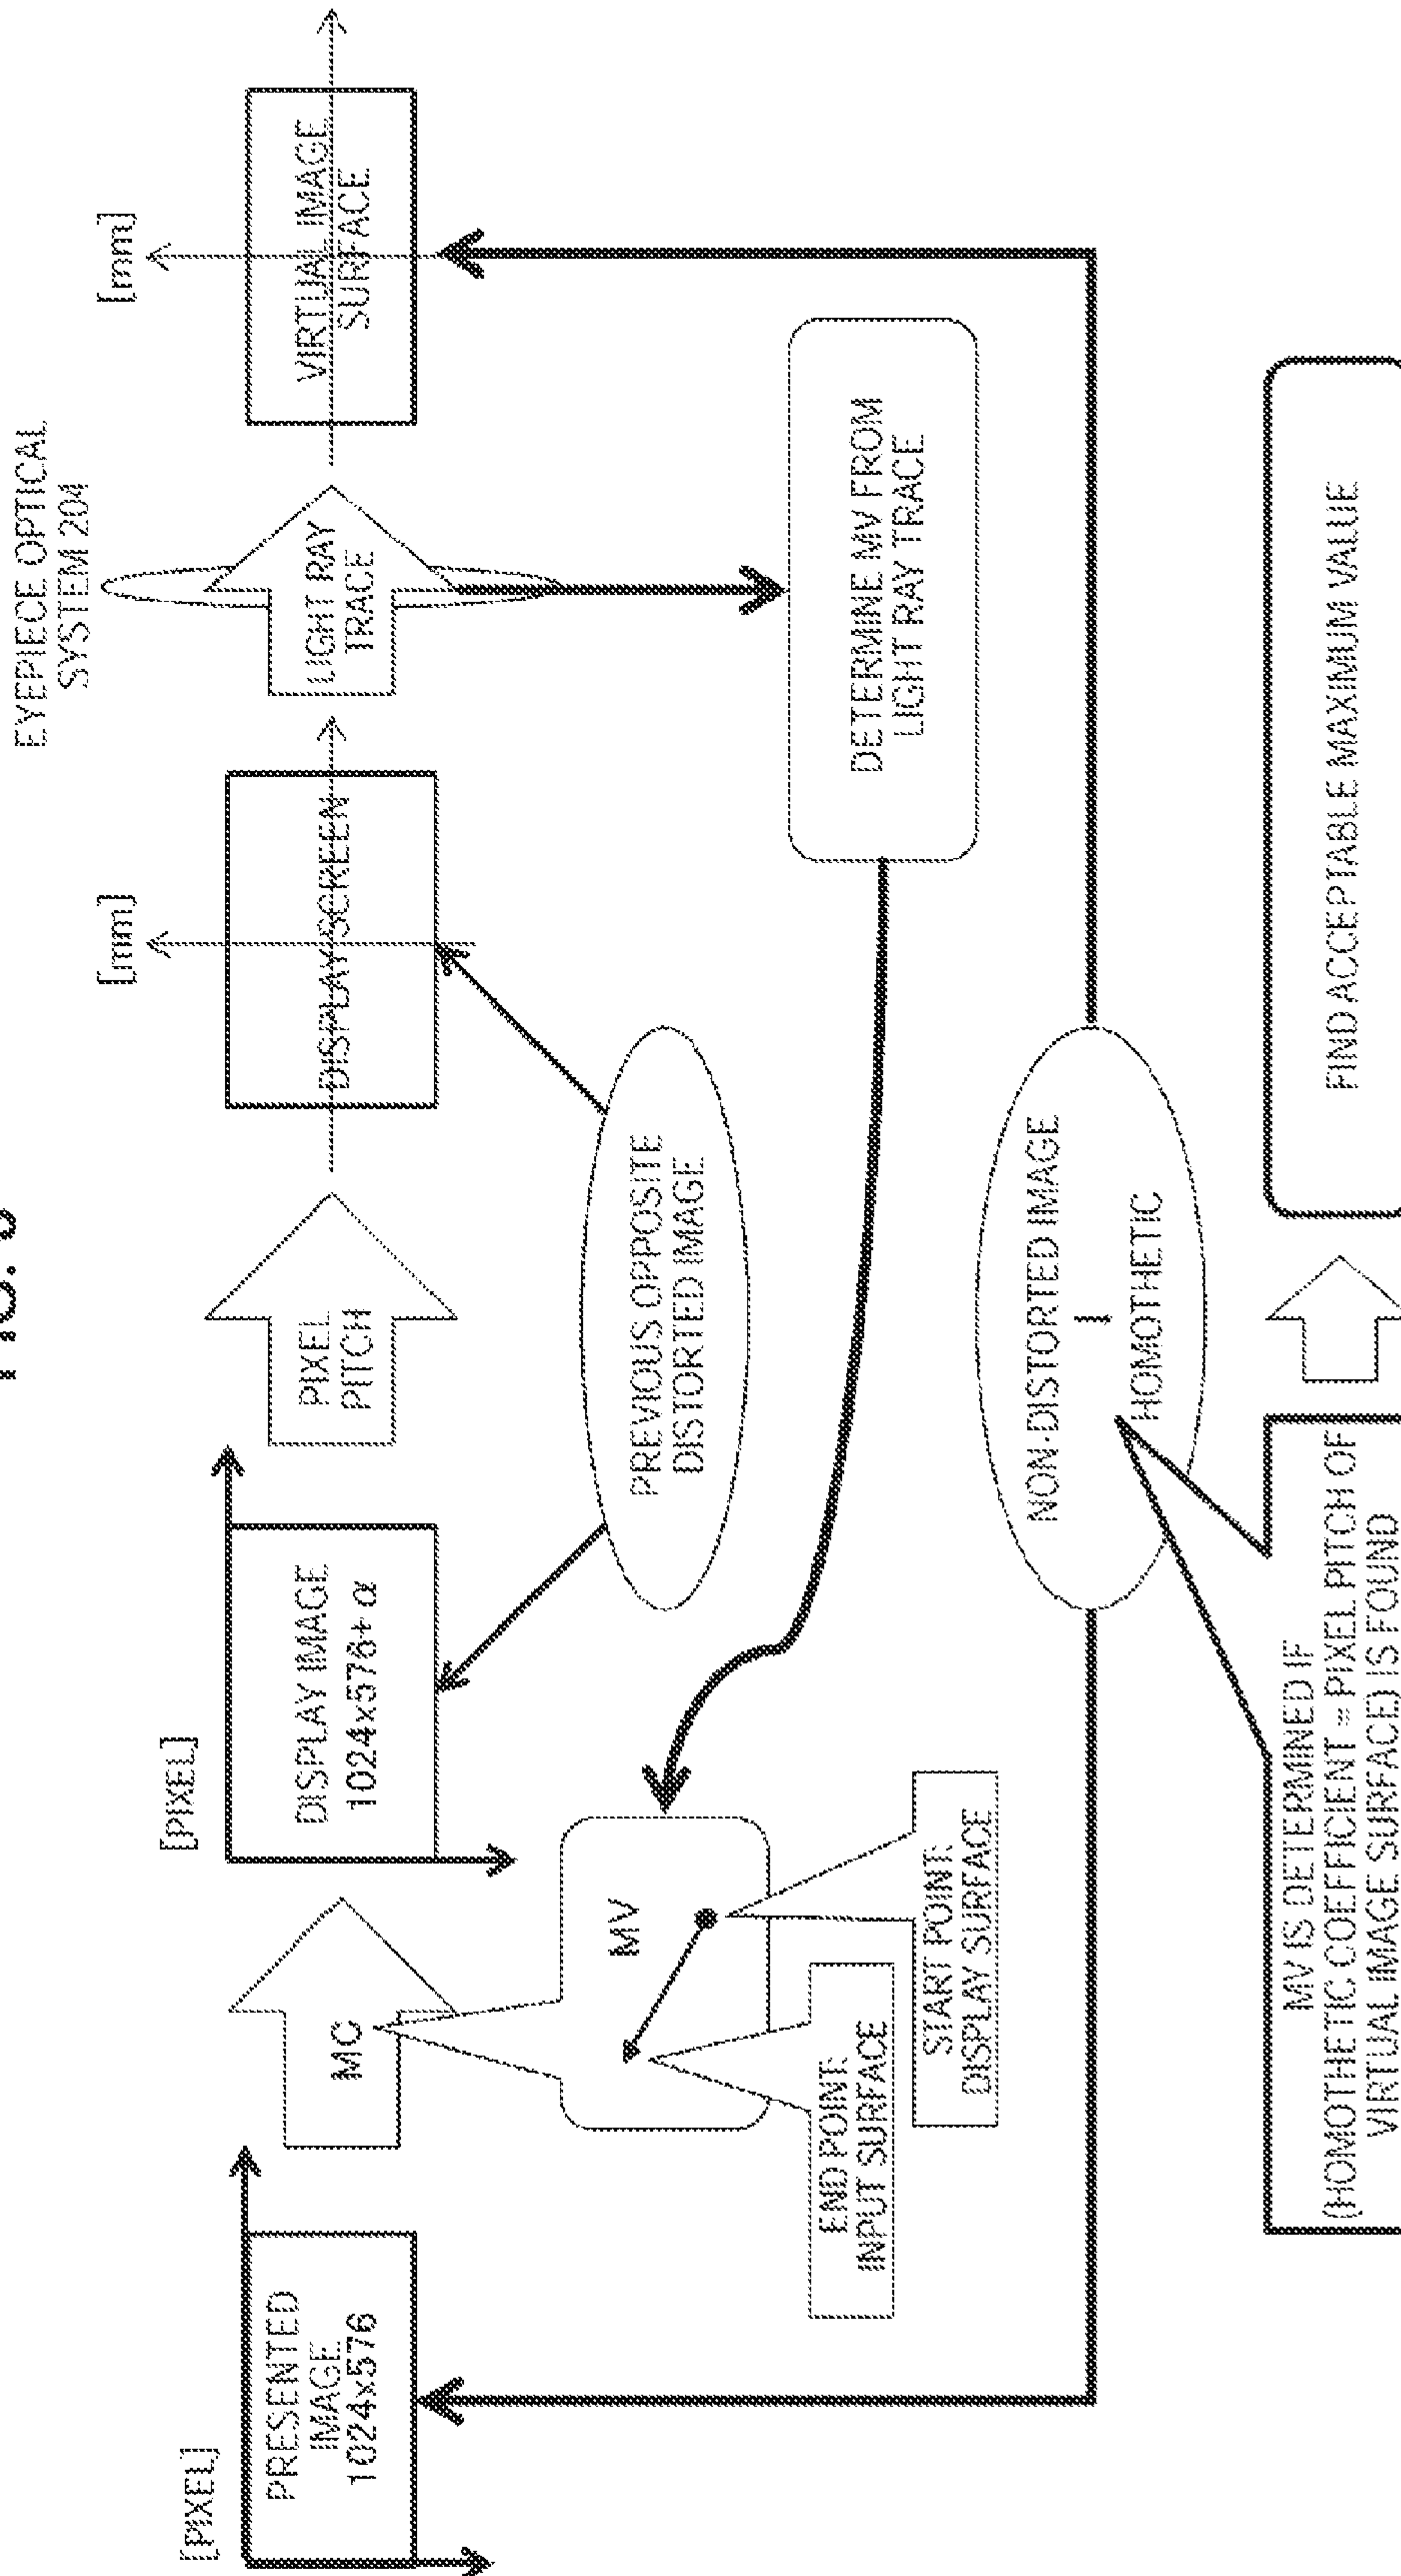 [PIXEL]
PRESENTED
IMAGE
1024x576
MC
[PIXEL]
DISPLAY IMAGE
1024x576+α
PIXEL
PITCH
[mm]
DISPLAY SCREEN
EYEPIECE OPTICAL
SYSTEM 204
LIGHT RAY
TRACE
[mm]
VIRTUAL IMAGE
SURFACE
MV
END POINT:
INPUT SURFACE
START POINT:
DISPLAY SURFACE
PREVIOUS OPPOSITE
DISTORTED IMAGE
DETERMINE MV FROM
LIGHT RAY TRACE
NON-DISTORTED IMAGE
HOMOTHETIC
MV IS DETERMINED IF
(HOMOTHETIC COEFFICIENT = PIXEL PITCH OF
VIRTUAL IMAGE SURFACE) IS FOUND
FIND ACCEPTABLE MAXIMUM VALUE